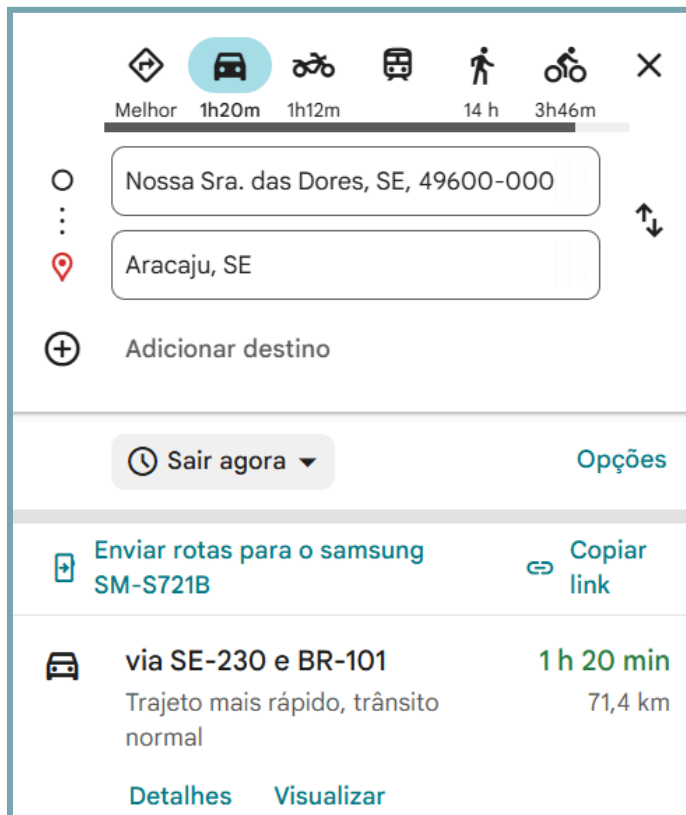 Melhor 1h20m 1h12m 14 h 3h46m
Nossa Sra. das Dores, SE, 49600-000
Aracaju, SE
Adicionar destino
Sair agora Opções
Enviar rotas para o samsung
SM-S721B
Copiar
link
via SE-230 e BR-101 1 h 20 min
Trajeto mais rápido, trânsito 71,4 km
normal
Detalhes Visualizar